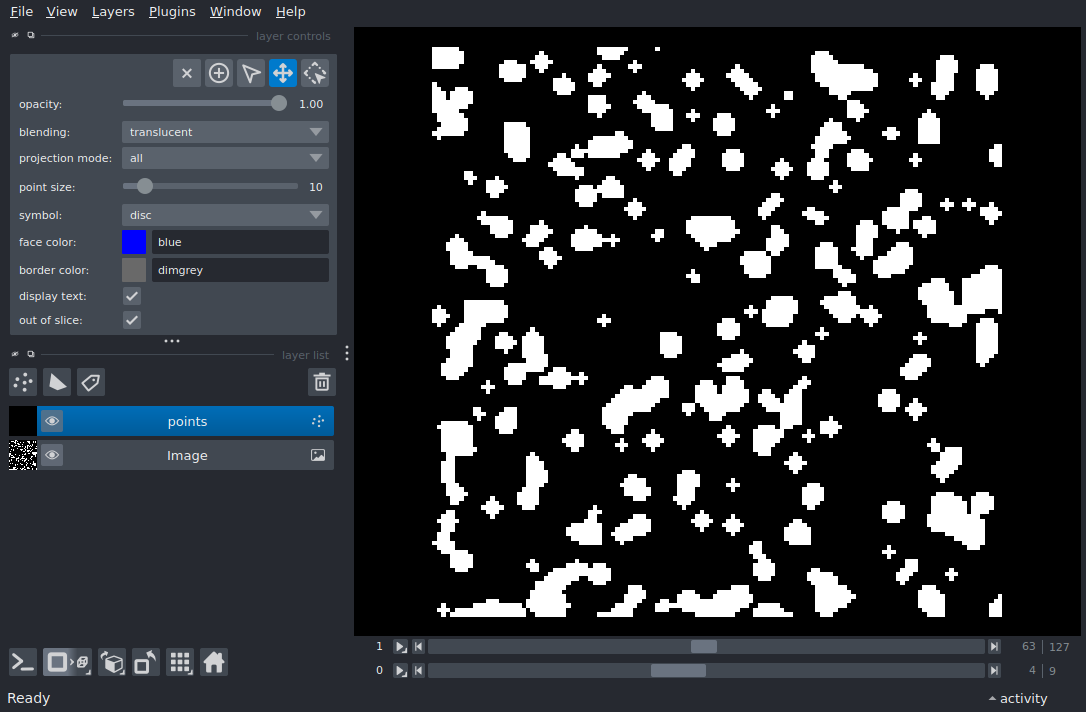 File View Layers Plugins Window Help
layer controls
opacity: 1.00
blending: translucent
projection mode: all
point size: 10
symbol: disc
face color: blue
border color: dimgrey
display text:
out of slice:
layer list
points
Image
1 63 127
0 4 9
Ready activity